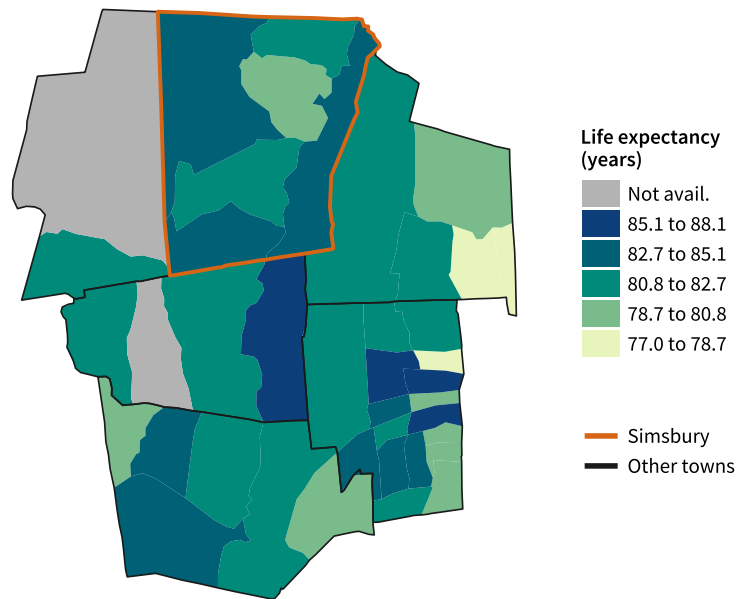 Life expectancy
(years)
Not avail.
85.1 to 88.1
82.7 to 85.1
80.8 to 82.7
78.7 to 80.8
77.0 to 78.7
Simsbury
Other towns